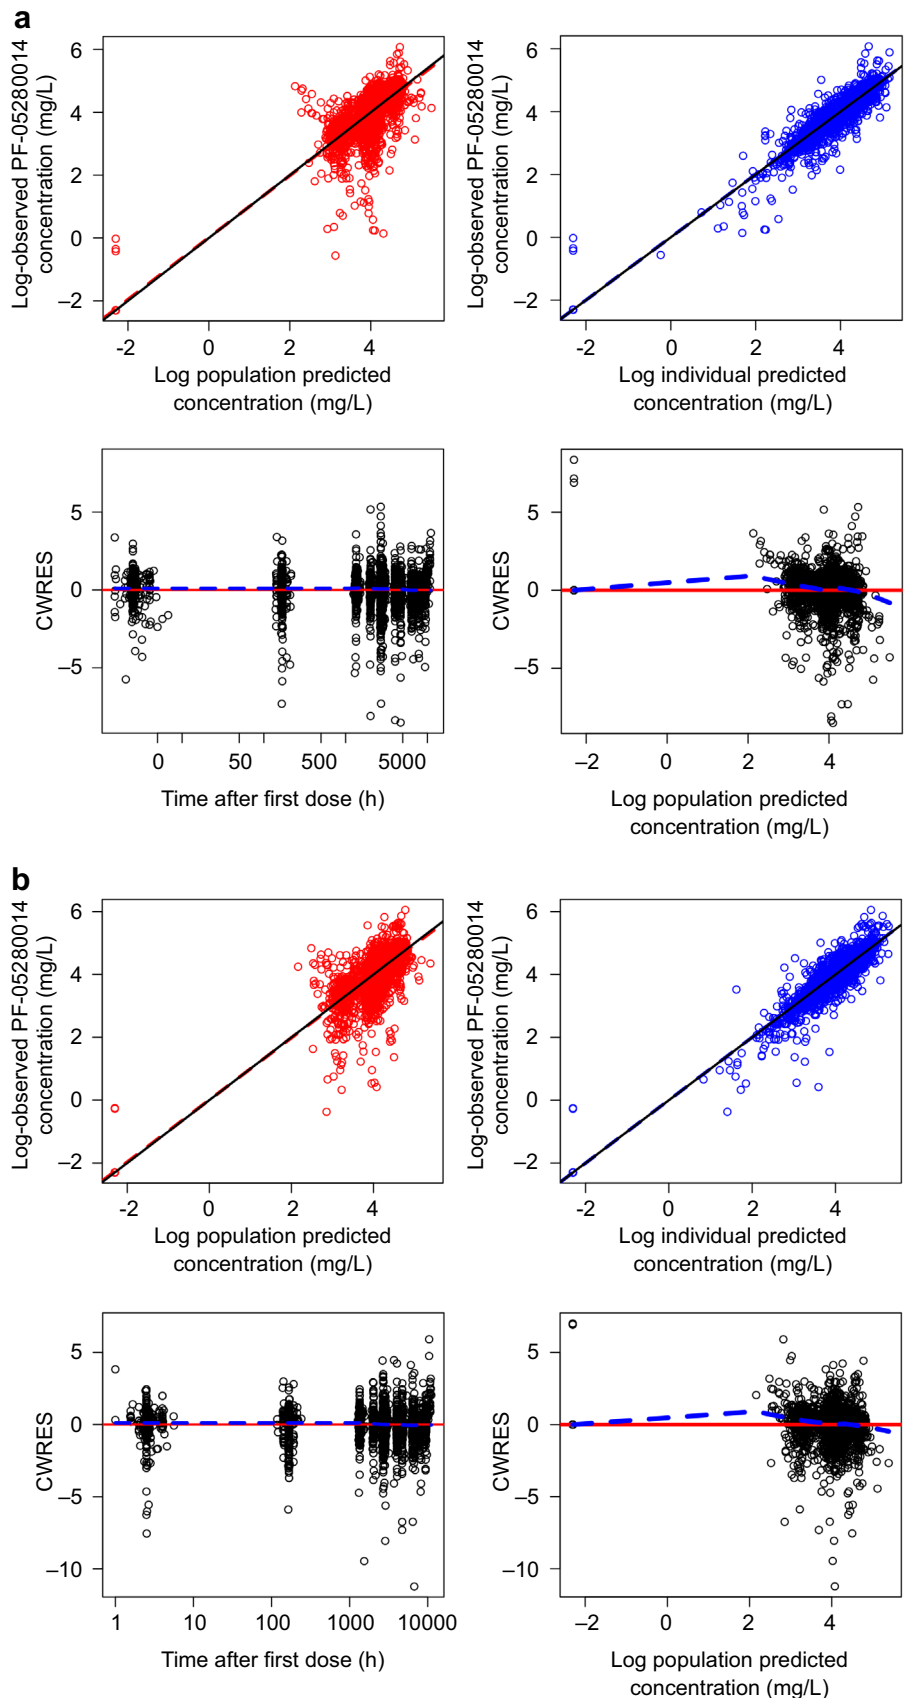 a
Log-observed PF-05280014
concentration (mg/L)
6
4
2
0
–2
-2
0
2
4
Log population predicted
concentration (mg/L)
Log-observed PF-05280014
concentration (mg/L)
6
4
2
0
–2
-2
0
2
4
Log individual predicted
concentration (mg/L)
CWRES
5
0
–5
0
50
500
5000
Time after first dose (h)
CWRES
5
0
–5
–2
0
2
4
Log population predicted
concentration (mg/L)
b
Log-observed PF-05280014
concentration (mg/L)
6
4
2
0
–2
-2
0
2
4
Log population predicted
concentration (mg/L)
Log-observed PF-05280014
concentration (mg/L)
6
4
2
0
–2
-2
0
2
4
Log individual predicted
concentration (mg/L)
CWRES
5
0
–5
–10
1
10
100
1000
10000
Time after first dose (h)
CWRES
5
0
–5
–10
–2
0
2
4
Log population predicted
concentration (mg/L)